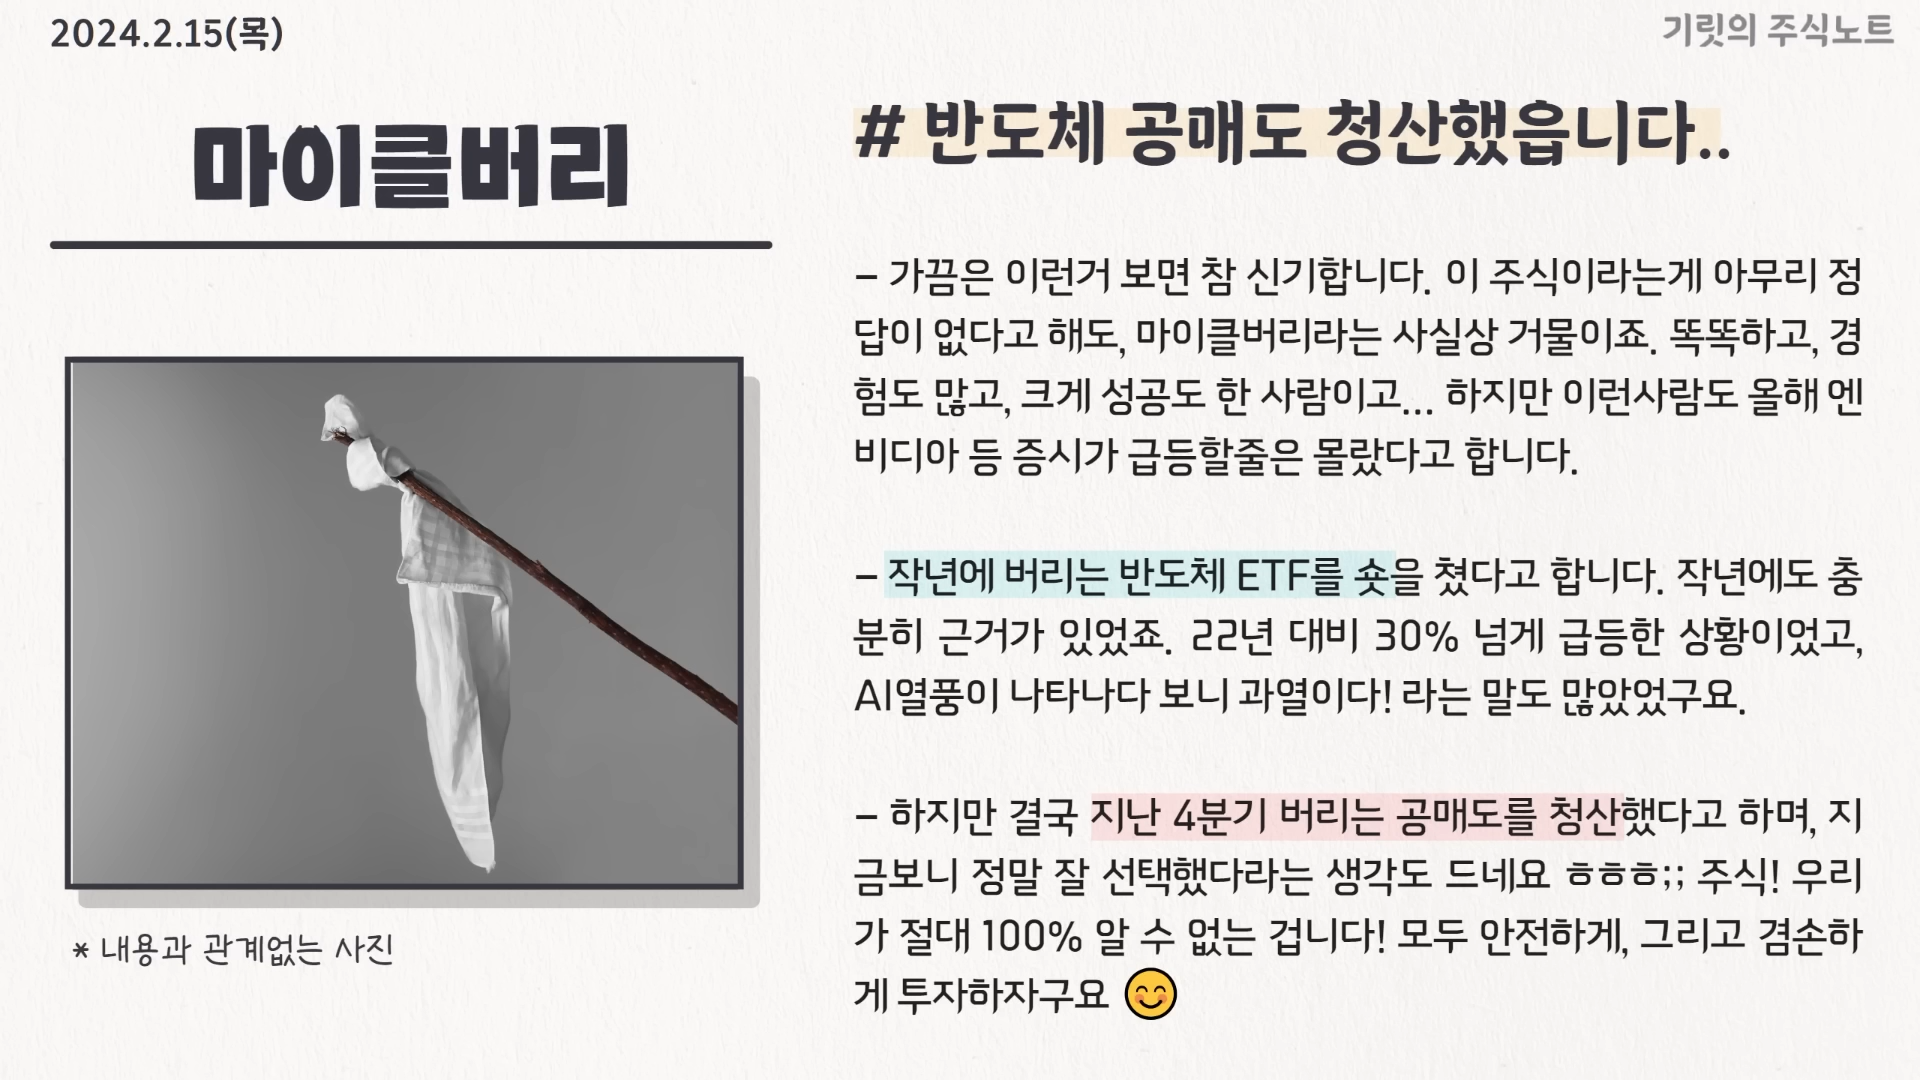 2024.2.15(목)
기릿의 주식노트
마이클버리
* 내용과 관계없는 사진
# 반도체 공매도 청산했읍니다..
– 가끔은 이런거 보면 참 신기합니다. 이 주식이라는게 아무리 정
답이 없다고 해도, 마이클버리라는 사실상 거물이죠. 똑똑하고, 경
험도 많고, 크게 성공도 한 사람이고... 하지만 이런사람도 올해 엔
비디아 등 증시가 급등할줄은 몰랐다고 합니다.
– 작년에 버리는 반도체 ETF를 숏을 쳤다고 합니다. 작년에도 충
분히 근거가 있었죠. 22년 대비 30% 넘게 급등한 상황이었고,
AI열풍이 나타나다 보니 과열이다! 라는 말도 많았었구요.
– 하지만 결국 지난 4분기 버리는 공매도를 청산했다고 하며, 지
금보니 정말 잘 선택했다라는 생각도 드네요 ㅎㅎㅎ;; 주식! 우리
가 절대 100% 알 수 없는 겁니다! 모두 안전하게, 그리고 겸손하
게 투자하자구요 😊